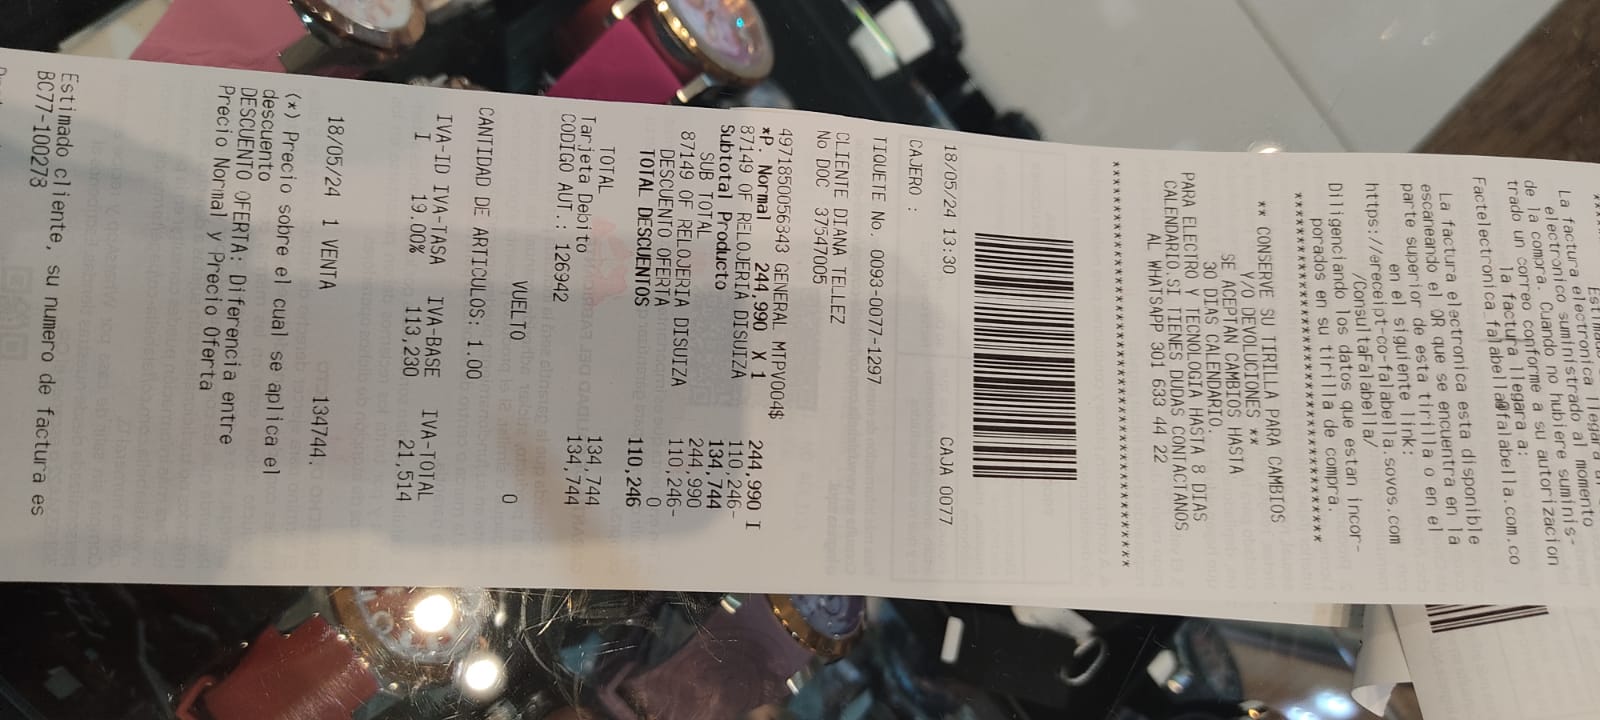 La factura electronica llegara a
electronico suministrado al momento
de la compra. Cuando no hubiere suminis-
trado un correo conforme a su autorizacion
la factura llegara a:
Factelectronica_falabella@falabella.com.co
La factura electronica esta disponible
escaneando el QR que se encuentra en la
parte superior de esta tirilla o en el
en el siguiente link:
https://ereceipt-co-falabella.sovos.com
/ConsultaFalabella/
Diligenciando los datos que estan incor-
porados en su tirilla de compra.
****************************************
** CONSERVE SU TIRILLA PARA CAMBIOS
Y/O DEVOLUCIONES **
SE ACEPTAN CAMBIOS HASTA
30 DIAS CALENDARIO.
PARA ELECTRO Y TECNOLOGIA HASTA 8 DIAS
CALENDARIO.SI TIENES DUDAS CONTACTANOS
AL WHATSAPP 301 633 44 22
****************************************
18/05/24 13:30 CAJA 0077
CAJERO :
TIQUETE No. 0093-0077-1297
CLIENTE DIANA TELLEZ
No DOC 37547005
4971850056843 GENERAL MTPV004$
*P. Normal 244,990 X 1 244,990 I
87149 OF RELOJERIA DISUIZA 110,246-
Subtotal Producto 134,744
SUB TOTAL 244,990
87149 OF RELOJERIA DISUIZA 110,246-
DESCUENTO OFERTA 0
TOTAL DESCUENTOS 110,246
TOTAL 134,744
Tarjeta Debito 134,744
CODIGO AUT.: 126942
VUELTO 0
CANTIDAD DE ARTICULOS: 1.00
IVA-ID IVA-TASA IVA-BASE IVA-TOTAL
I 19.00% 113,230 21,514
18/05/24 1 VENTA 134744.
(*) Precio sobre el cual se aplica el
descuento
DESCUENTO OFERTA: Diferencia entre
Precio Normal y Precio Oferta
Estimado cliente, su numero de factura es
BC77-100273